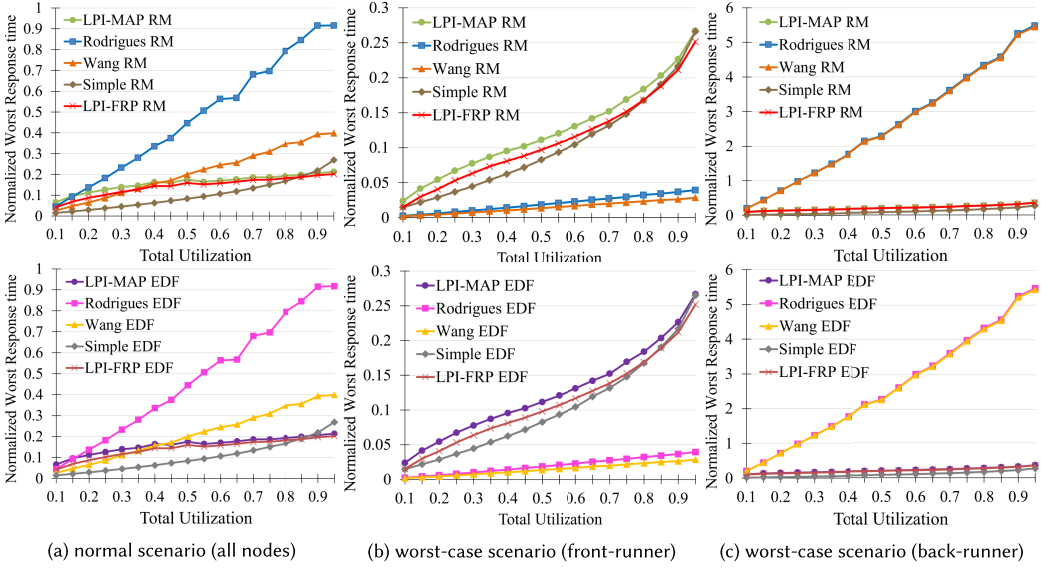 Normalized Worst Response time
1
0.9
0.8
0.7
0.6
0.5
0.4
0.3
0.2
0.1
0
LPI-MAP RM
Rodrigues RM
Wang RM
Simple RM
LPI-FRP RM
0.1 0.2 0.3 0.4 0.5 0.6 0.7 0.8 0.9
Total Utilization
Normalized Worst Response time
0.3
0.25
0.2
0.15
0.1
0.05
0
LPI-MAP RM
Rodrigues RM
Wang RM
Simple RM
LPI-FRP RM
0.1 0.2 0.3 0.4 0.5 0.6 0.7 0.8 0.9
Total Utilization
Normalized Worst Response time
6
5
4
3
2
1
0
LPI-MAP RM
Rodrigues RM
Wang RM
Simple RM
LPI-FRP RM
0.1 0.2 0.3 0.4 0.5 0.6 0.7 0.8 0.9
Total Utilization
Normalized Worst Response time
1
0.9
0.8
0.7
0.6
0.5
0.4
0.3
0.2
0.1
0
LPI-MAP EDF
Rodrigues EDF
Wang EDF
Simple EDF
LPI-FRP EDF
0.1 0.2 0.3 0.4 0.5 0.6 0.7 0.8 0.9
Total Utilization
Normalized Worst Response time
0.3
0.25
0.2
0.15
0.1
0.05
0
LPI-MAP EDF
Rodrigues EDF
Wang EDF
Simple EDF
LPI-FRP EDF
0.1 0.2 0.3 0.4 0.5 0.6 0.7 0.8 0.9
Total Utilization
Normalized Worst Response time
6
5
4
3
2
1
0
LPI-MAP EDF
Rodrigues EDF
Wang EDF
Simple EDF
LPI-FRP EDF
0.1 0.2 0.3 0.4 0.5 0.6 0.7 0.8 0.9
Total Utilization
(a) normal scenario (all nodes)
(b) worst-case scenario (front-runner)
(c) worst-case scenario (back-runner)